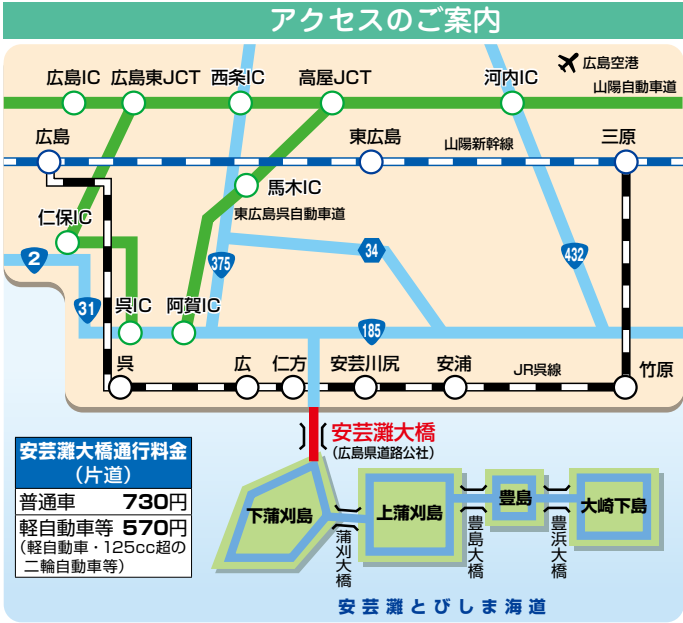 アクセスのご案内
広島IC
広島東JCT
西条IC
高屋JCT
河内IC
広島空港
山陽自動車道
広島
東広島
山陽新幹線
三原
馬木IC
東広島呉自動車道
仁保IC
2
375
34
432
31
呉IC
阿賀IC
185
呉
広
仁方
安芸川尻
安浦
JR呉線
竹原
安芸灘大橋
(広島県道路公社)
安芸灘大橋通行料金
(片道)
普通車 730円
軽自動車等 570円
(軽自動車・125cc超の
二輪自動車等)
下蒲刈島
蒲刈大橋
上蒲刈島
豊島大橋
豊島
豊浜大橋
大崎下島
安芸灘とびしま海道